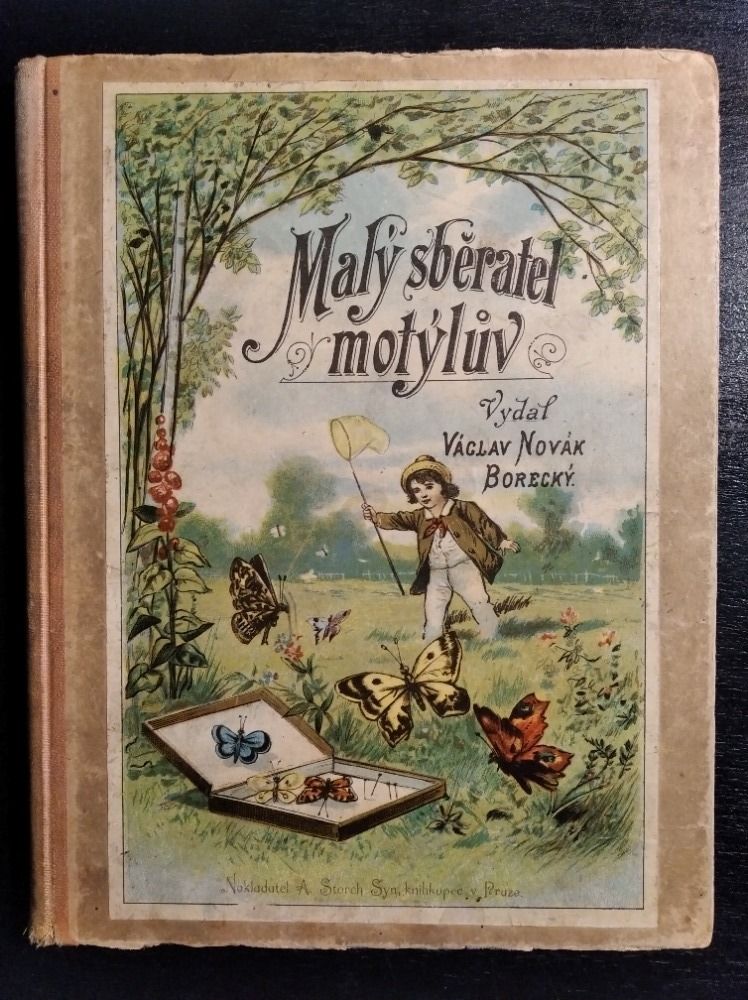 Malý sběratel
motýlův
Vydal
VÁCLAV NOVÁK
BORECKÝ.
Nakladatel A. Storch Syn, knihkupec v Praze.